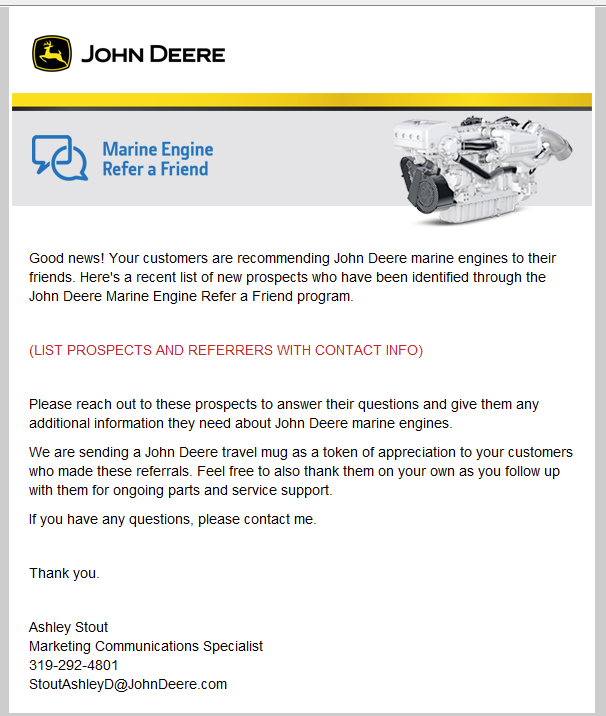 JOHN DEERE
Marine Engine
Refer a Friend
Good news! Your customers are recommending John Deere marine engines to their
friends. Here's a recent list of new prospects who have been identified through the
John Deere Marine Engine Refer a Friend program.
(LIST PROSPECTS AND REFERRERS WITH CONTACT INFO)
Please reach out to these prospects to answer their questions and give them any
additional information they need about John Deere marine engines.
We are sending a John Deere travel mug as a token of appreciation to your customers
who made these referrals. Feel free to also thank them on your own as you follow up
with them for ongoing parts and service support.
If you have any questions, please contact me.
Thank you.
Ashley Stout
Marketing Communications Specialist
319-292-4801
StoutAshleyD@JohnDeere.com